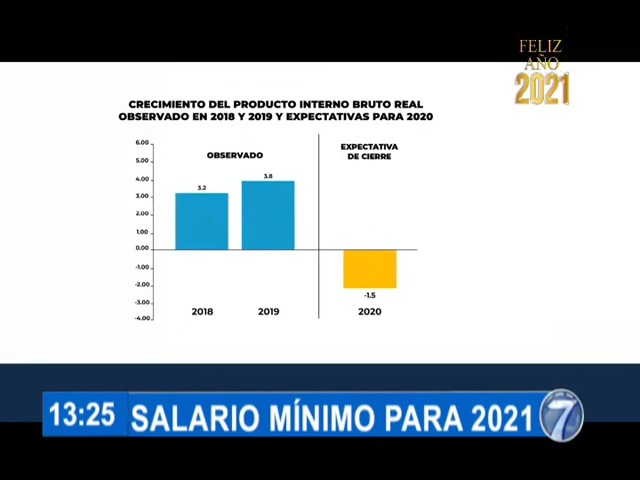 FELIZ
AÑO
2021
CRECIMIENTO DEL PRODUCTO INTERNO BRUTO REAL
OBSERVADO EN 2018 Y 2019 Y EXPECTATIVAS PARA 2020
OBSERVADO
EXPECTATIVA
DE CIERRE
6.00
5.00
4.00
3.00
2.00
1.00
0.00
-1.00
-2.00
-3.00
-4.00
3.2
3.8
-1.5
2018
2019
2020
13:25 SALARIO MÍNIMO PARA 2021 7